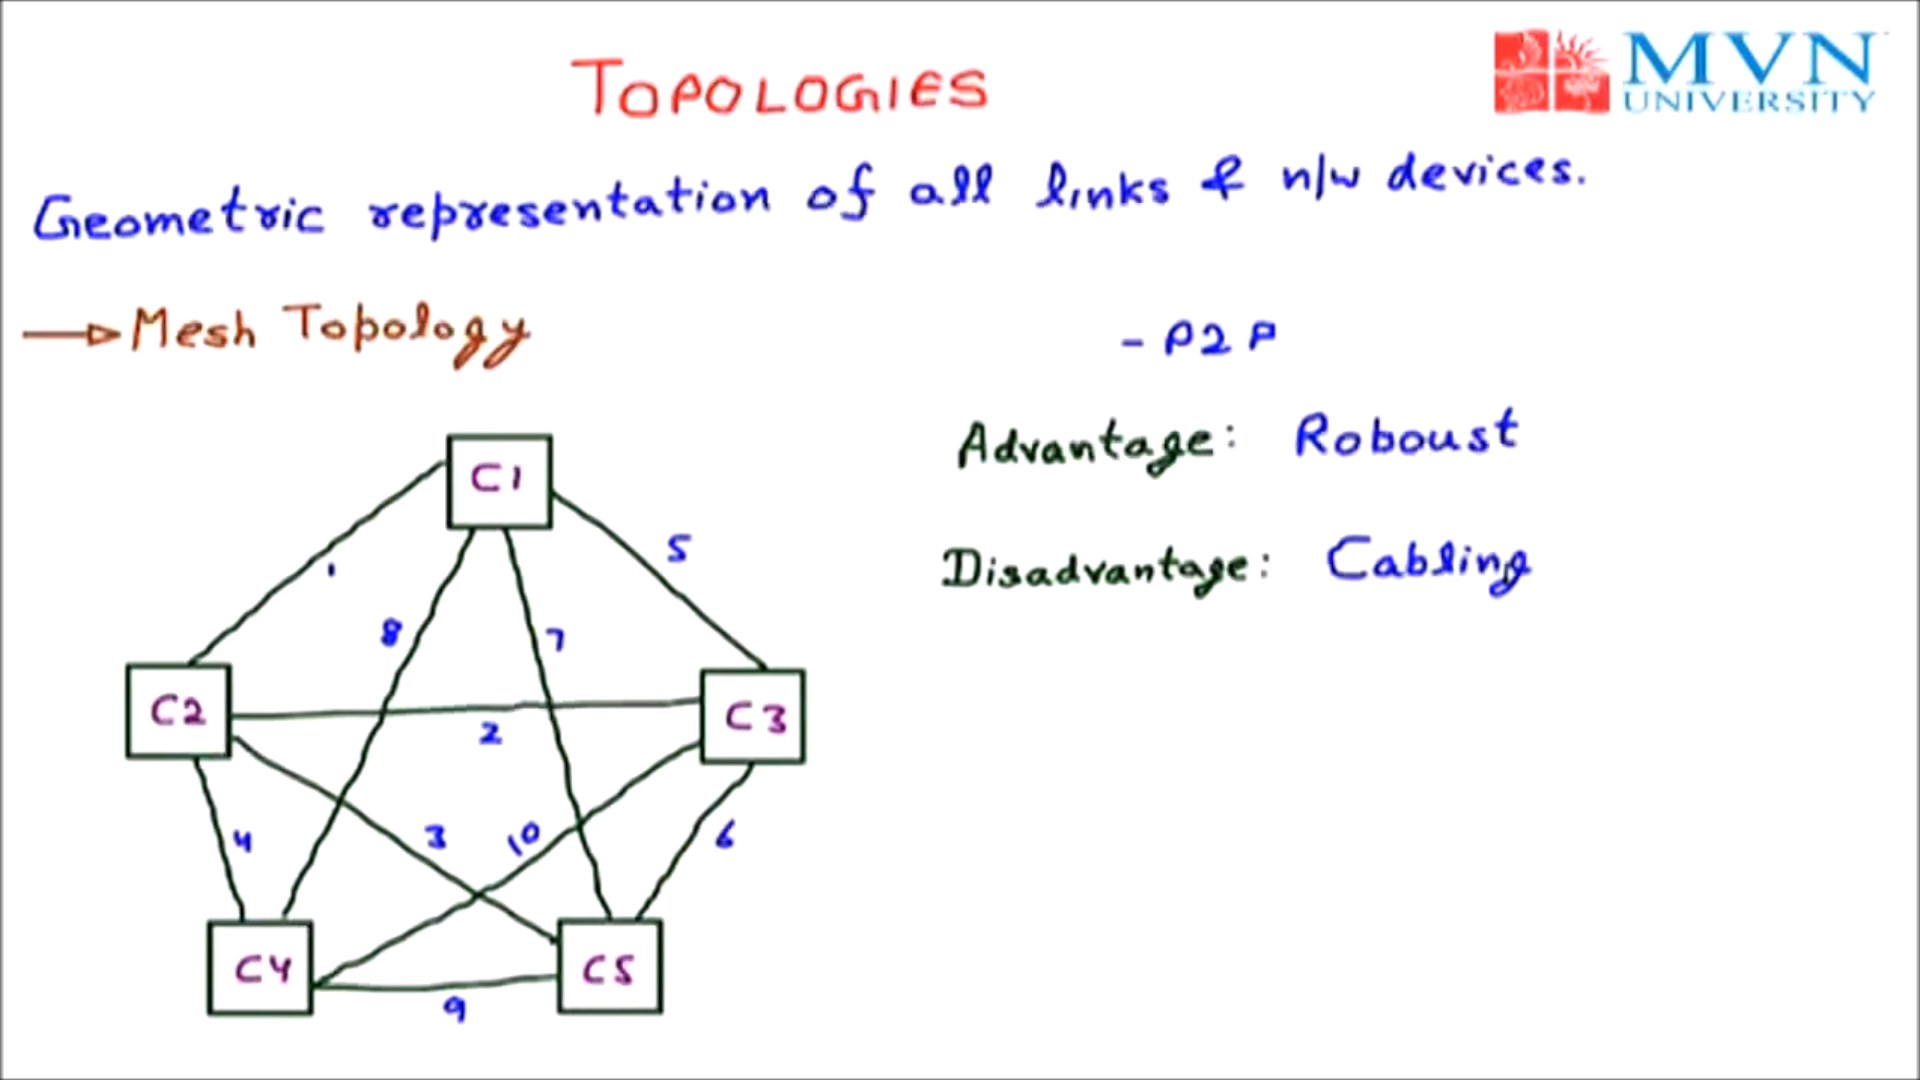 TOPOLOGIES
MVN
UNIVERSITY
Geometric representation of all links & n/w devices.
Mesh Topology
- P2P
Advantage: Roboust
Disadvantage: Cabling
C1
5
1
8
7
C2
C3
2
4
3
10
6
C4
C5
9